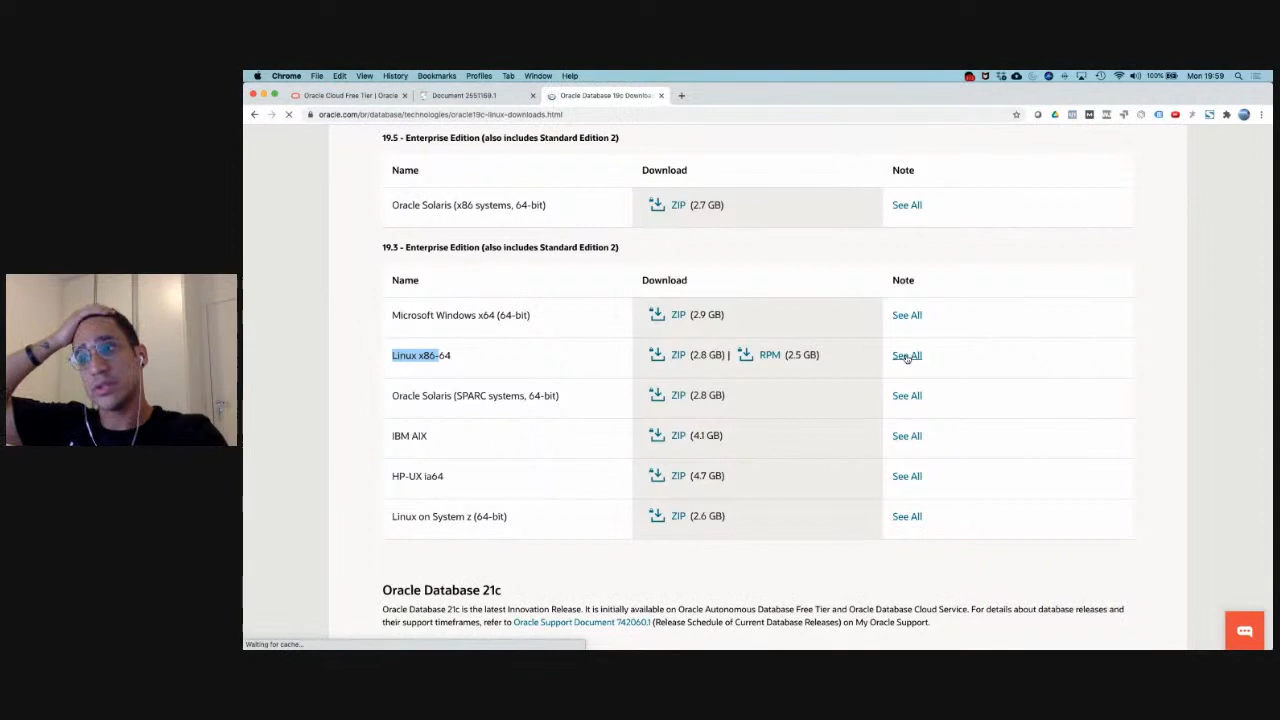 Chrome File Edit View History Bookmarks Profiles Tab Window Help 100% Mon 19:59
Oracle Cloud Free Tier | Oracle Document 2551169.1 Oracle Database 19c Download
oracle.com/br/database/technologies/oracle19c-linux-downloads.html
19.5 - Enterprise Edition (also includes Standard Edition 2)
Name Download Note
Oracle Solaris (x86 systems, 64-bit) ZIP (2.7 GB) See All
19.3 - Enterprise Edition (also includes Standard Edition 2)
Name Download Note
Microsoft Windows x64 (64-bit) ZIP (2.9 GB) See All
Linux x86-64 ZIP (2.8 GB) | RPM (2.5 GB) See All
Oracle Solaris (SPARC systems, 64-bit) ZIP (2.8 GB) See All
IBM AIX ZIP (4.1 GB) See All
HP-UX ia64 ZIP (4.7 GB) See All
Linux on System z (64-bit) ZIP (2.6 GB) See All
Oracle Database 21c
Oracle Database 21c is the latest Innovation Release. It is initially available on Oracle Autonomous Database Free Tier and Oracle Database Cloud Service. For details about database releases and
their support timeframes, refer to Oracle Support Document 742060.1 (Release Schedule of Current Database Releases) on My Oracle Support.
Waiting for cache...